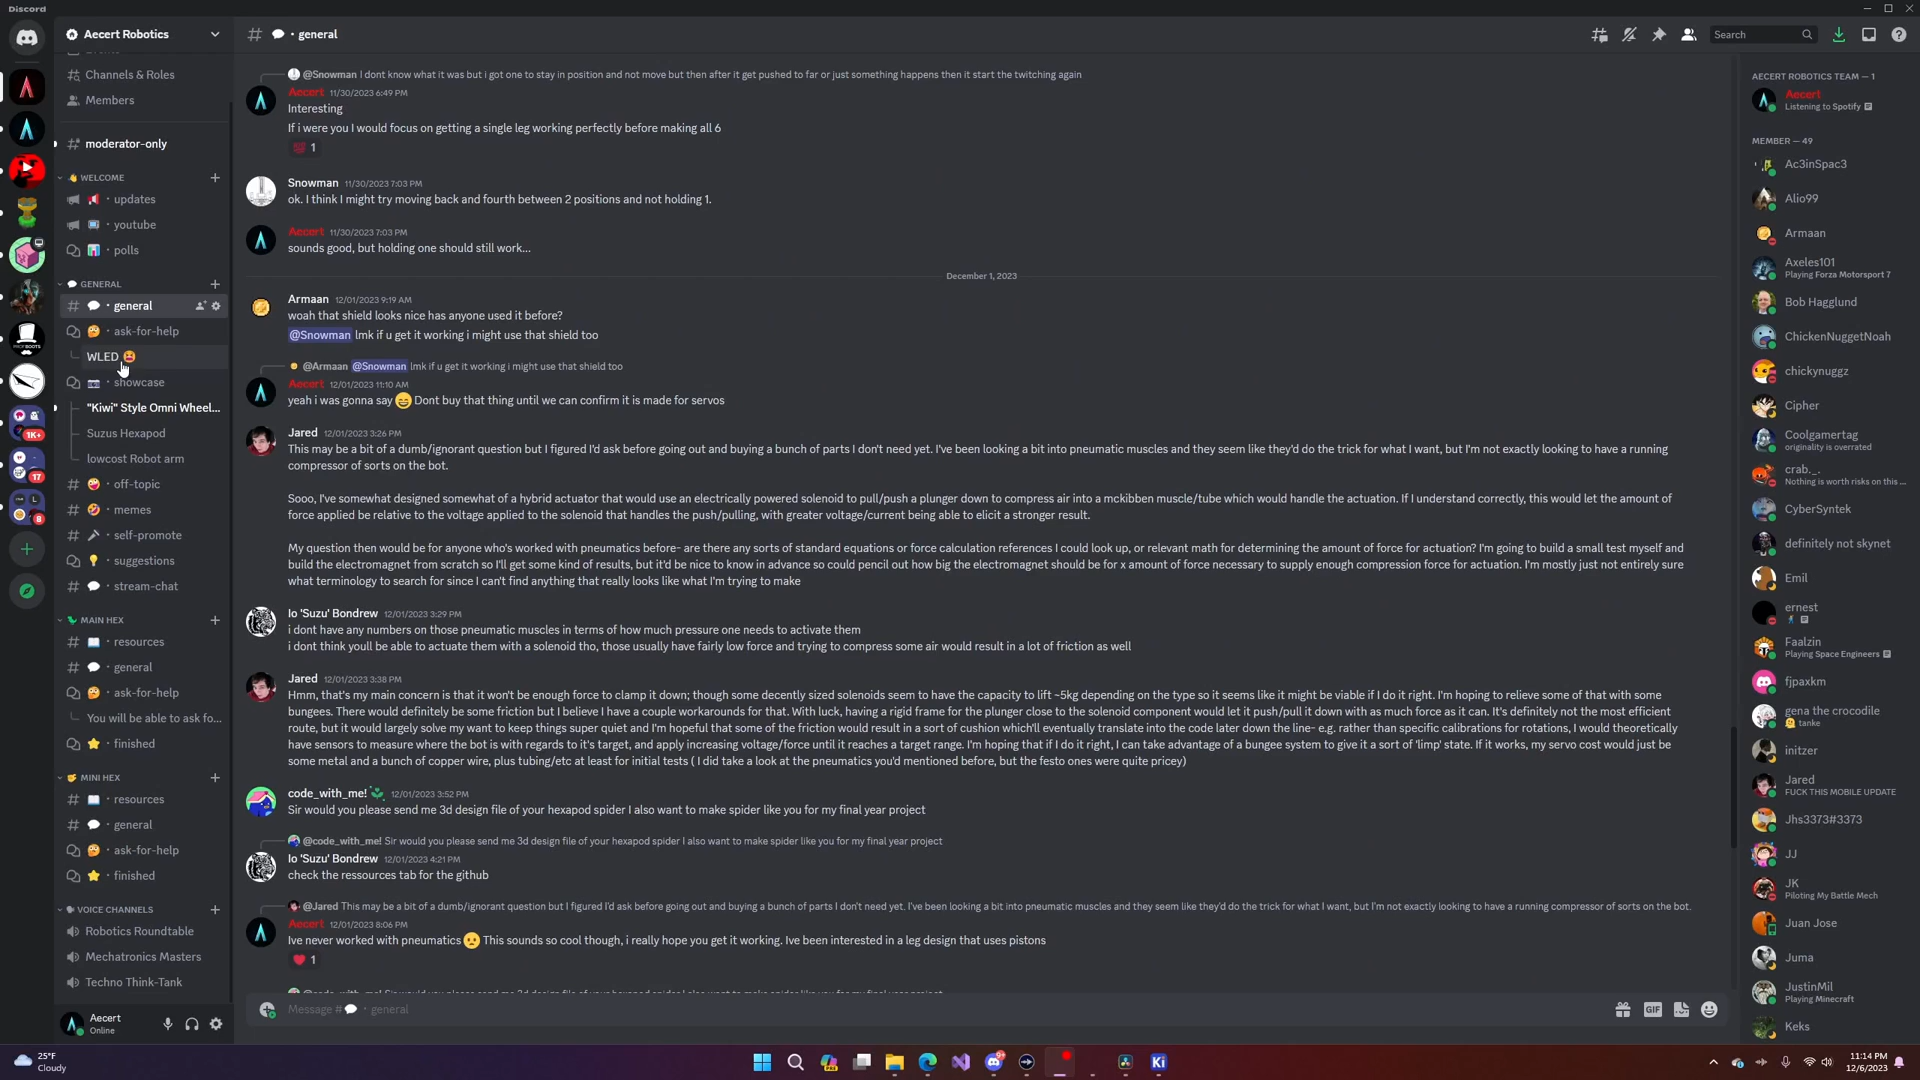 Discord
Aecert Robotics
Channels & Roles
Members
moderator-only
WELCOME
updates
youtube
polls
GENERAL
general
ask-for-help
WLED
showcase
"Kiwi" Style Omni Wheel...
Suzus Hexapod
lowcost Robot arm
off-topic
memes
self-promote
suggestions
stream-chat
MAIN HEX
resources
general
ask-for-help
You will be able to ask fo...
finished
MINI HEX
resources
general
ask-for-help
finished
VOICE CHANNELS
Robotics Roundtable
Mechatronics Masters
Techno Think-Tank
Aecert
Online
1K+
17
8
# general
Search
@Snowman I dont know what it was but i got one to stay in position and not move but then after it get pushed to far or just something happens then it start the twitching again
Aecert 11/30/2023 6:49 PM
Interesting
If i were you I would focus on getting a single leg working perfectly before making all 6
1
Snowman 11/30/2023 7:03 PM
ok. I think I might try moving back and fourth between 2 positions and not holding 1.
Aecert 11/30/2023 7:03 PM
sounds good, but holding one should still work...
December 1, 2023
Armaan 12/01/2023 9:19 AM
woah that shield looks nice has anyone used it before?
@Snowman lmk if u get it working i might use that shield too
@Armaan @Snowman lmk if u get it working i might use that shield too
Aecert 12/01/2023 11:10 AM
yeah i was gonna say Dont buy that thing until we can confirm it is made for servos
Jared 12/01/2023 3:26 PM
This may be a bit of a dumb/ignorant question but I figured I'd ask before going out and buying a bunch of parts I don't need yet. I've been looking a bit into pneumatic muscles and they seem like they'd do the trick for what I want, but I'm not exactly looking to have a running
compressor of sorts on the bot.
Sooo, I've somewhat designed somewhat of a hybrid actuator that would use an electrically powered solenoid to pull/push a plunger down to compress air into a mckibben muscle/tube which would handle the actuation. If I understand correctly, this would let the amount of
force applied be relative to the voltage applied to the solenoid that handles the push/pulling, with greater voltage/current being able to elicit a stronger result.
My question then would be for anyone who's worked with pneumatics before- are there any sorts of standard equations or force calculation references I could look up, or relevant math for determining the amount of force for actuation? I'm going to build a small test myself and
build the electromagnet from scratch so I'll get some kind of results, but it'd be nice to know in advance so could pencil out how big the electromagnet should be for x amount of force necessary to supply enough compression force for actuation. I'm mostly just not entirely sure
what terminology to search for since I can't find anything that really looks like what I'm trying to make
Io 'Suzu' Bondrew 12/01/2023 3:29 PM
i dont have any numbers on those pneumatic muscles in terms of how much pressure one needs to activate them
i dont think youll be able to actuate them with a solenoid tho, those usually have fairly low force and trying to compress some air would result in a lot of friction as well
Jared 12/01/2023 3:38 PM
Hmm, that's my main concern is that it won't be enough force to clamp it down; though some decently sized solenoids seem to have the capacity to lift ~5kg depending on the type so it seems like it might be viable if I do it right. I'm hoping to relieve some of that with some
bungees. There would definitely be some friction but I believe I have a couple workarounds for that. With luck, having a rigid frame for the plunger close to the solenoid component would let it push/pull it down with as much force as it can. It's definitely not the most efficient
route, but it would largely solve my want to keep things super quiet and I'm hopeful that some of the friction would result in a sort of cushion which'll eventually translate into the code later down the line- e.g. rather than specific calibrations for rotations, I would theoretically
have sensors to measure where the bot is with regards to it's target, and apply increasing voltage/force until it reaches a target range. I'm hoping that if I do it right, I can take advantage of a bungee system to give it a sort of 'limp' state. If it works, my servo cost would just be
some metal and a bunch of copper wire, plus tubing/etc at least for initial tests ( I did take a look at the pneumatics you'd mentioned before, but the festo ones were quite pricey)
code_with_me! 12/01/2023 3:52 PM
Sir would you please send me 3d design file of your hexapod spider I also want to make spider like you for my final year project
@code_with_me! Sir would you please send me 3d design file of your hexapod spider I also want to make spider like you for my final year project
Io 'Suzu' Bondrew 12/01/2023 4:21 PM
check the ressources tab for the github
@Jared This may be a bit of a dumb/ignorant question but I figured I'd ask before going out and buying a bunch of parts I don't need yet. I've been looking a bit into pneumatic muscles and they seem like they'd do the trick for what I want, but I'm not exactly looking to have a running compressor of sorts on the bot.
Aecert 12/01/2023 8:06 PM
Ive never worked with pneumatics This sounds so cool though, i really hope you get it working. Ive been interested in a leg design that uses pistons
1
Message # general
GIF
AECERT ROBOTICS TEAM — 1
Aecert
Listening to Spotify
MEMBER — 49
Ac3inSpac3
Alio99
Armaan
Axeles101
Playing Forza Motorsport 7
Bob Hagglund
ChickenNuggetNoah
chickynuggz
Cipher
Coolgamertag
originality is overrated
crab._.
Nothing is worth risks on this ...
CyberSyntek
definitely not skynet
Emil
ernest
Faalzin
Playing Space Engineers
fjpaxkm
gena the crocodile
tanke
initzer
Jared
FUCK THIS MOBILE UPDATE
Jhs3373#3373
JJ
JK
Piloting My Battle Mech
Juan Jose
Juma
JustinMil
Playing Minecraft
Keks
25°F
Cloudy
11:14 PM
12/6/2023